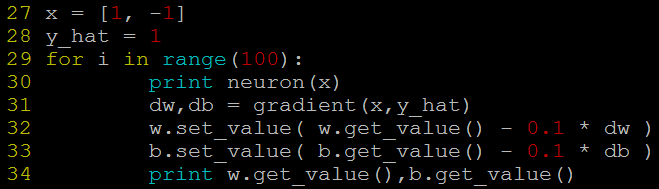 27 x = [1, -1]
28 y_hat = 1
29 for i in range(100):
30         print neuron(x)
31         dw,db = gradient(x,y_hat)
32         w.set_value( w.get_value() - 0.1 * dw )
33         b.set_value( b.get_value() - 0.1 * db )
34         print w.get_value(),b.get_value()